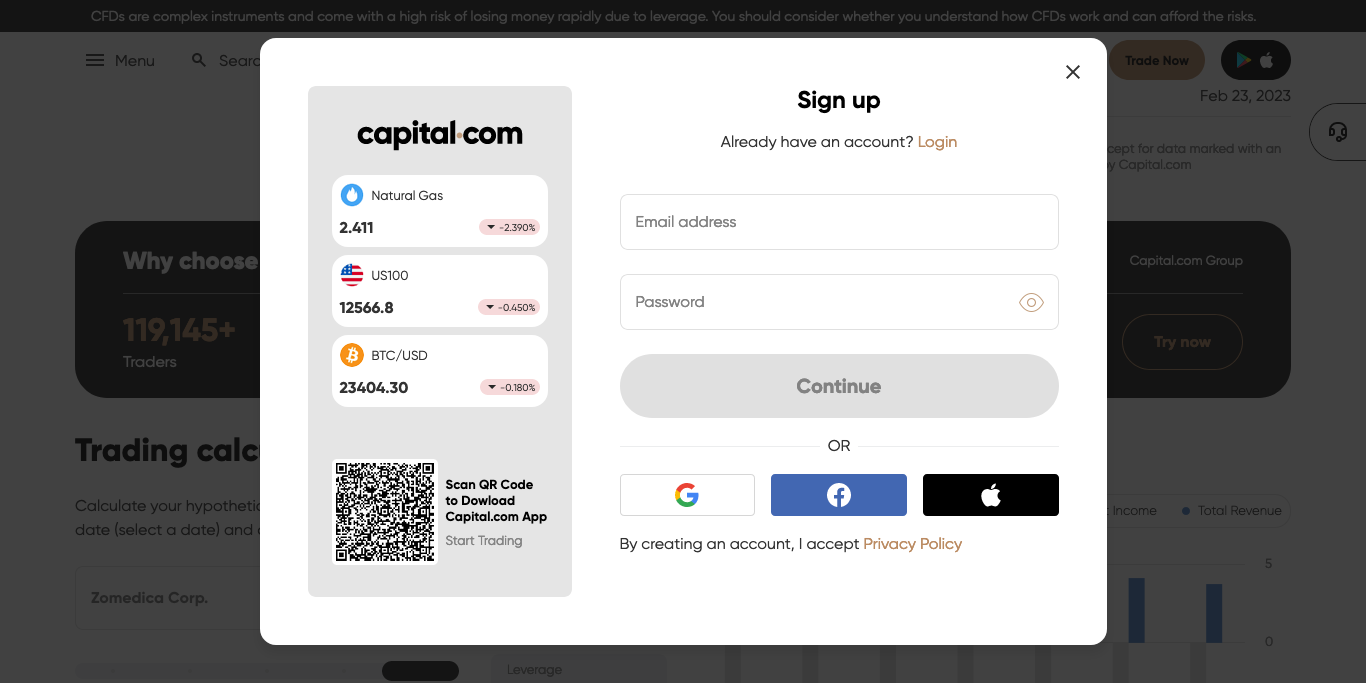 CFDs are complex instruments and come with a high risk of losing money rapidly due to leverage. You should consider whether you understand how CFDs work and can afford the risks.
Menu
Trade Now
Feb 23, 2023
cept for data marked with an
y Capital.com
Why choose
Capital.com Group
119,145+
Traders
Try now
Trading calc
Calculate your hypothetic
date (select a date) and
Zomedica Corp.
Income
Total Revenue
5
0
Leverage
capital.com
Natural Gas
2.411
-2.390%
US100
12566.8
-0.450%
BTC/USD
23404.30
-0.180%
Scan QR Code
to Dowload
Capital.com App
Start Trading
Sign up
Already have an account? Login
Email address
Password
Continue
OR
By creating an account, I accept Privacy Policy